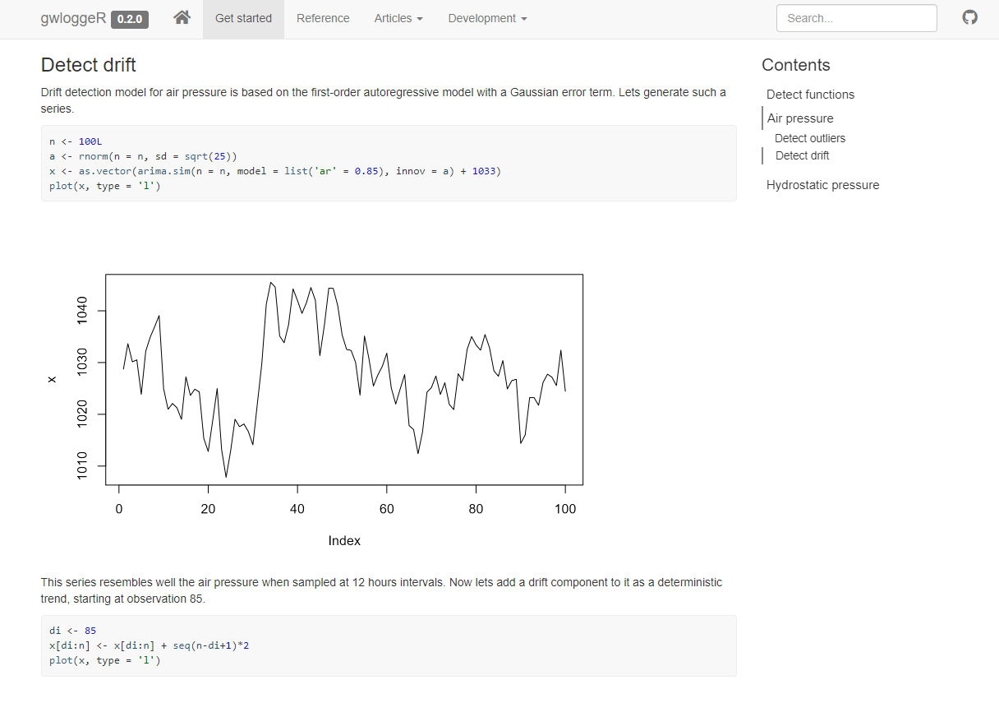 gwloggeR 0.2.0 Get started Reference Articles Development Search...
Detect drift
Drift detection model for air pressure is based on the first-order autoregressive model with a Gaussian error term. Lets generate such a
series.
n <- 100L
a <- rnorm(n = n, sd = sqrt(25))
x <- as.vector(arima.sim(n = n, model = list('ar' = 0.85), innov = a) + 1033)
plot(x, type = 'l')
1040
1030
1020
1010
x
0 20 40 60 80 100
Index
This series resembles well the air pressure when sampled at 12 hours intervals. Now lets add a drift component to it as a deterministic
trend, starting at observation 85.
di <- 85
x[di:n] <- x[di:n] + seq(n-di+1)*2
plot(x, type = 'l')
Contents
Detect functions
Air pressure
Detect outliers
Detect drift
Hydrostatic pressure